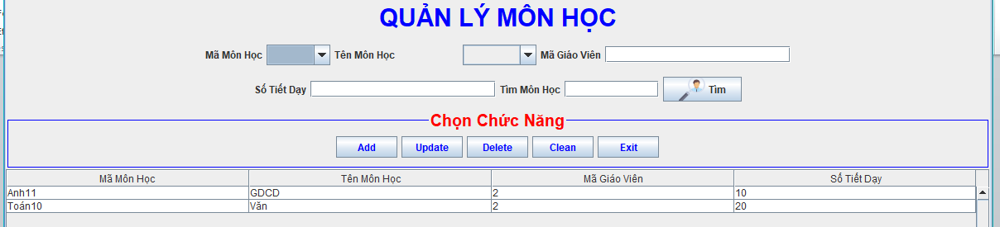 QUẢN LÝ MÔN HỌC
Mã Môn Học Tên Môn Học Mã Giáo Viên
Số Tiết Dạy Tìm Môn Học Tìm
Chọn Chức Năng
Add Update Delete Clean Exit
Mã Môn Học Tên Môn Học Mã Giáo Viên Số Tiết Dạy
Anh11 GDCD 2 10
Toán10 Văn 2 20